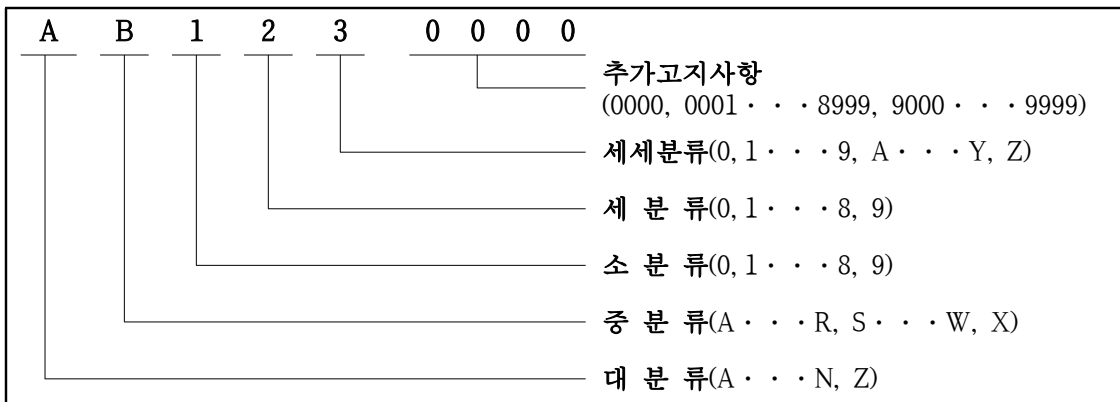 A B 1 2 3 0 0 0 0
추가고지사항
(0000, 0001 · · · 8999, 9000 · · · 9999)
세세분류(0, 1 · · · 9, A · · · Y, Z)
세 분 류(0, 1 · · · 8, 9)
소 분 류(0, 1 · · · 8, 9)
중 분 류(A · · · R, S · · · W, X)
대 분 류(A · · · N, Z)